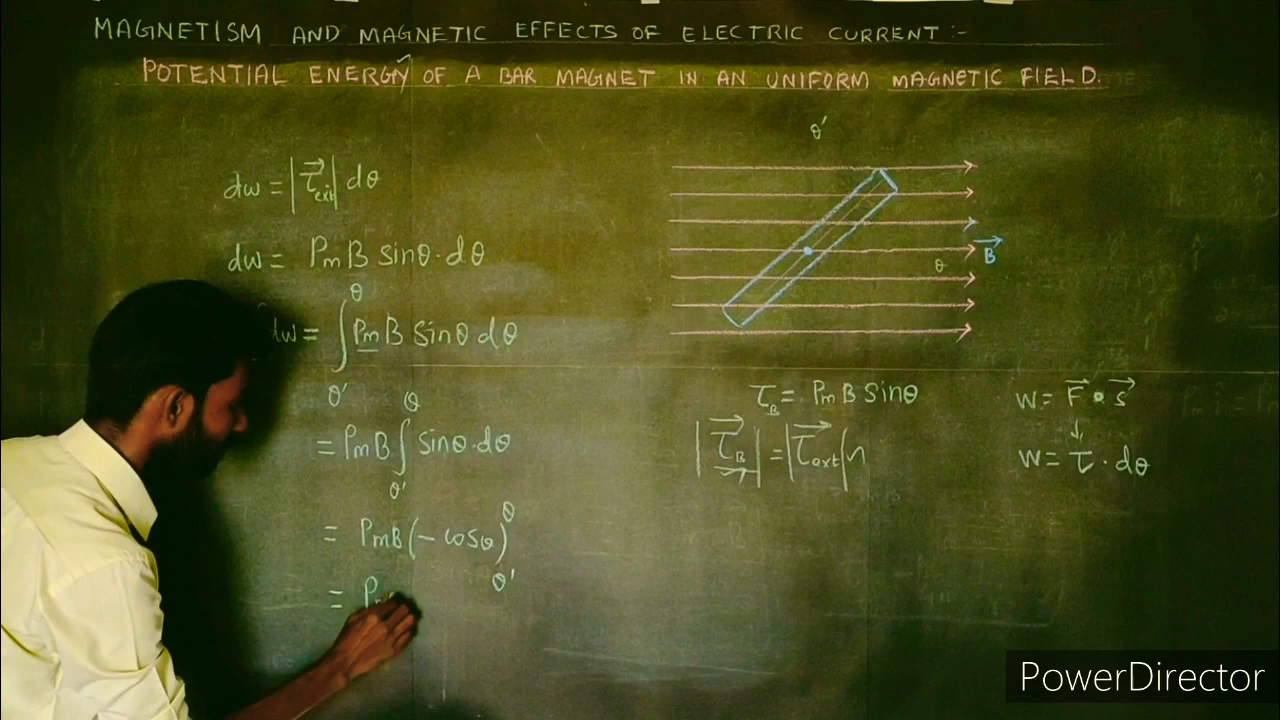 MAGNETISM AND MAGNETIC EFFECTS OF ELECTRIC CURRENT :-
POTENTIAL ENERGY OF A BAR MAGNET IN AN UNIFORM MAGNETIC FIELD.
θ'
dw = |τ⃗ext| dθ
dw = PmB sinθ·dθ
B⃗
θ
θ
dw = ∫ PmB sinθ dθ
θ'
τB = PmB sinθ
w = F⃗ • s⃗
↓
|τ⃗B| = |τ⃗ext|
w = τ · dθ
θ
= PmB ∫ sinθ·dθ
θ'
= PmB (- cosθ)
θ
θ'
= P
PowerDirector